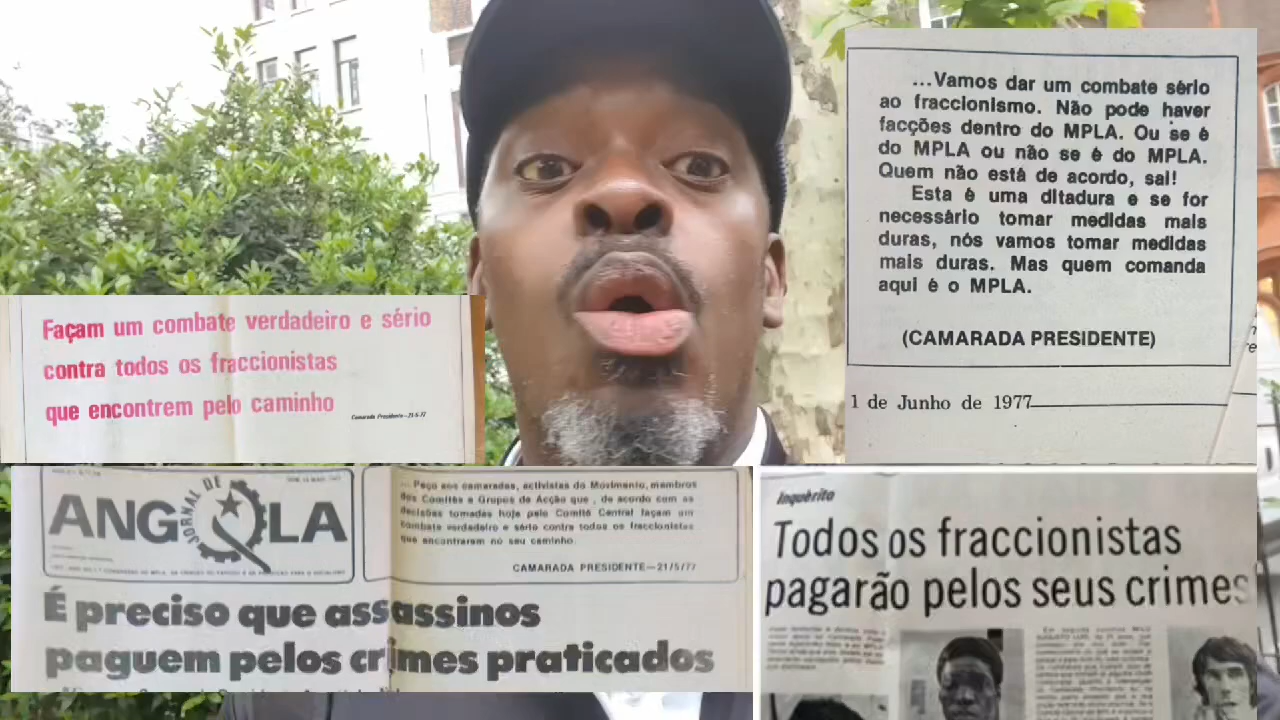 ...Vamos dar um combate sério
ao fraccionismo. Não pode haver
facções dentro do MPLA. Ou se é
do MPLA ou não se é do MPLA.
Quem não está de acordo, sai!
Esta é uma ditadura e se for
necessário tomar medidas mais
duras, nós vamos tomar medidas
mais duras. Mas quem comanda
aqui é o MPLA.
(CAMARADA PRESIDENTE)
1 de Junho de 1977
Façam um combate verdadeiro e sério
contra todos os fraccionistas
que encontrem pelo caminho
Camarada Presidente-21-5-77
JORNAL DE
ANGOLA
... Peço aos camaradas, activistas do Movimento, membros
dos Comités e Grupos de Acção que , de acordo com as
decisões tomadas hoje pelo Comité Central façam um
combate verdadeiro e sério contra todos os fraccionistas
que encontrarem no seu caminho.
CAMARADA PRESIDENTE—21/5/77
É preciso que assassinos
paguem pelos crimes praticados
Inquérito
Todos os fraccionistas
pagarão pelos seus crimes